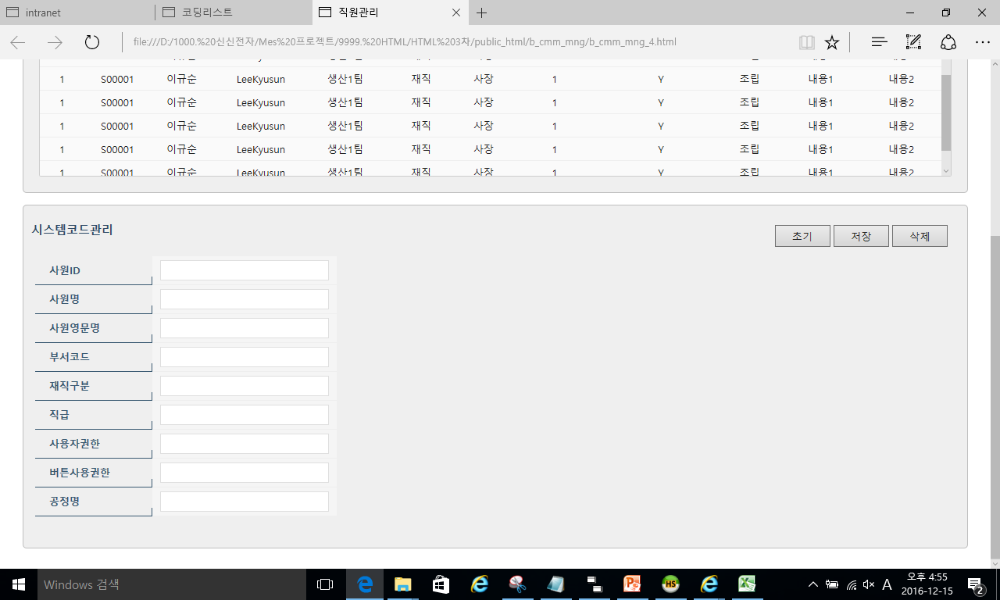 intranet 코딩리스트 직원관리
file:///D:/1000.%20신신전자/Mes%20프로젝트/9999.%20HTML/HTML%203차/public_html/b_cmm_mng/b_cmm_mng_4.html
1 S00001 이규순 LeeKyusun 생산1팀 재직 사장 1 Y 조립 내용1 내용2
1 S00001 이규순 LeeKyusun 생산1팀 재직 사장 1 Y 조립 내용1 내용2
1 S00001 이규순 LeeKyusun 생산1팀 재직 사장 1 Y 조립 내용1 내용2
1 S00001 이규순 LeeKyusun 생산1팀 재직 사장 1 Y 조립 내용1 내용2
1 S00001 이규순 LeeKyusun 생산1팀 재직 사장 1 Y 조립 내용1 내용2
시스템코드관리
초기 저장 삭제
사원ID
사원명
사원영문명
부서코드
재직구분
직급
사용자권한
버튼사용권한
공정명
Windows 검색
HS
A
오후 4:55
2016-12-15
2